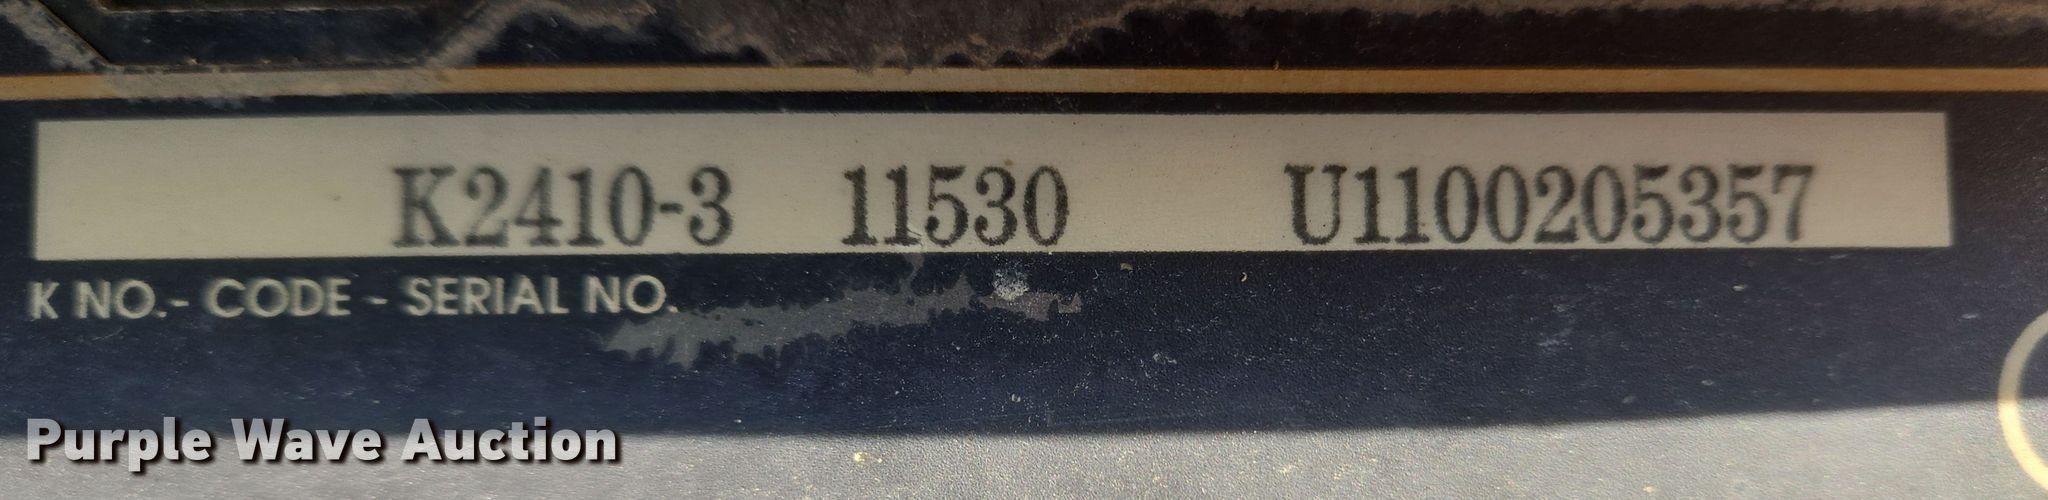 K2410-3 11530 U1100205357
K NO.- CODE - SERIAL NO.
Purple Wave Auction